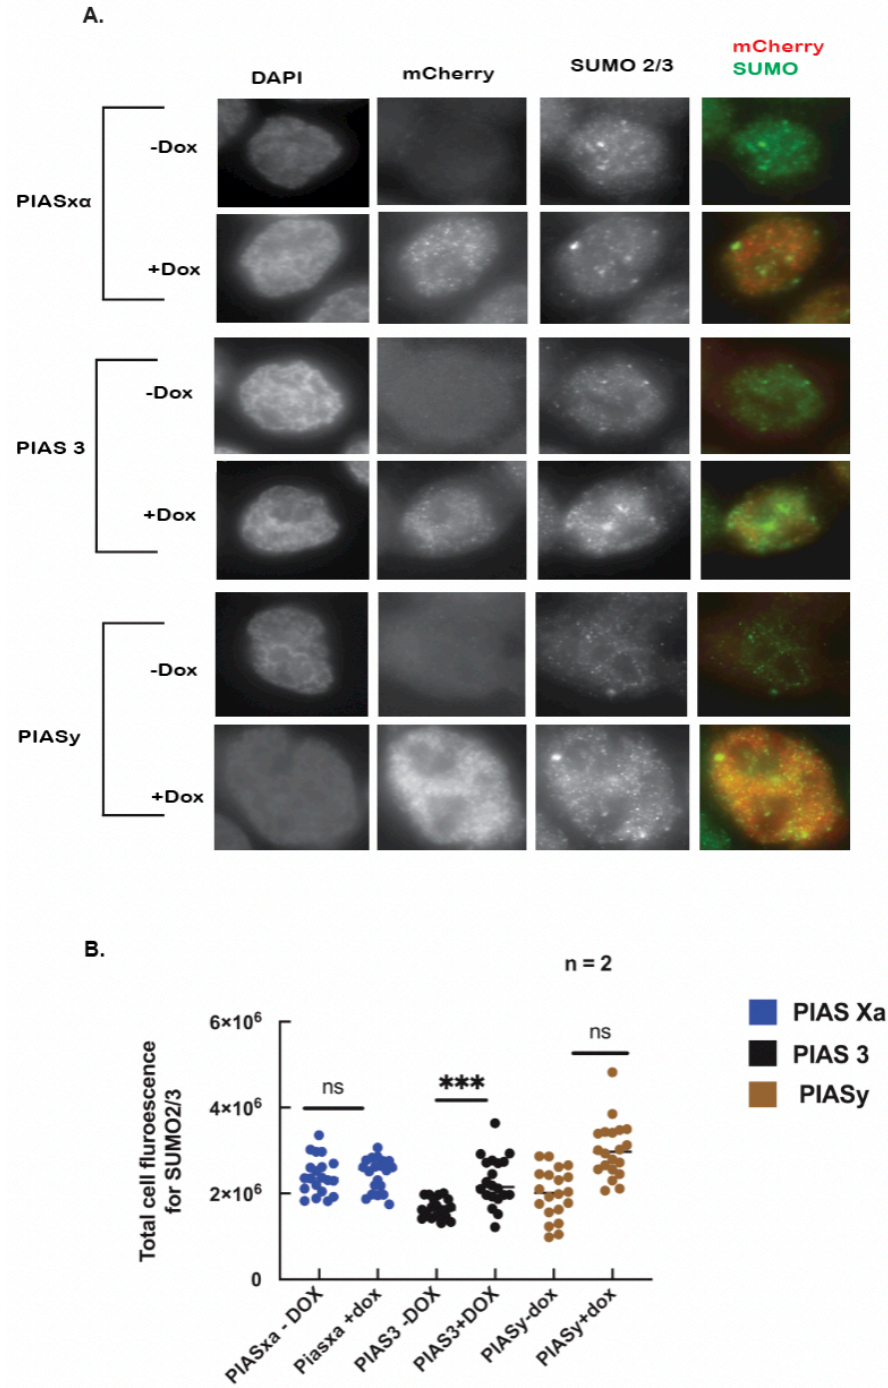 A.
DAPI
mCherry
SUMO 2/3
mCherry
SUMO
PIASxα
-Dox
+Dox
PIAS 3
-Dox
+Dox
PIASy
-Dox
+Dox
B.
n = 2
Total cell fluroescence
for SUMO2/3
6×10⁶
4×10⁶
2×10⁶
0
ns
***
ns
PIASxa - DOX
Piasxa +dox
PIAS3 -DOX
PIAS3+DOX
PIASy-dox
PIASy+dox
PIAS Xa
PIAS 3
PIASy